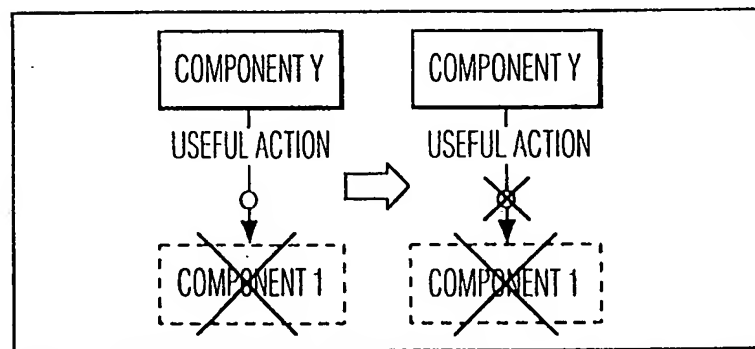 COMPONENT Y
USEFUL ACTION
COMPONENT 1
COMPONENT Y
USEFUL ACTION
COMPONENT 1